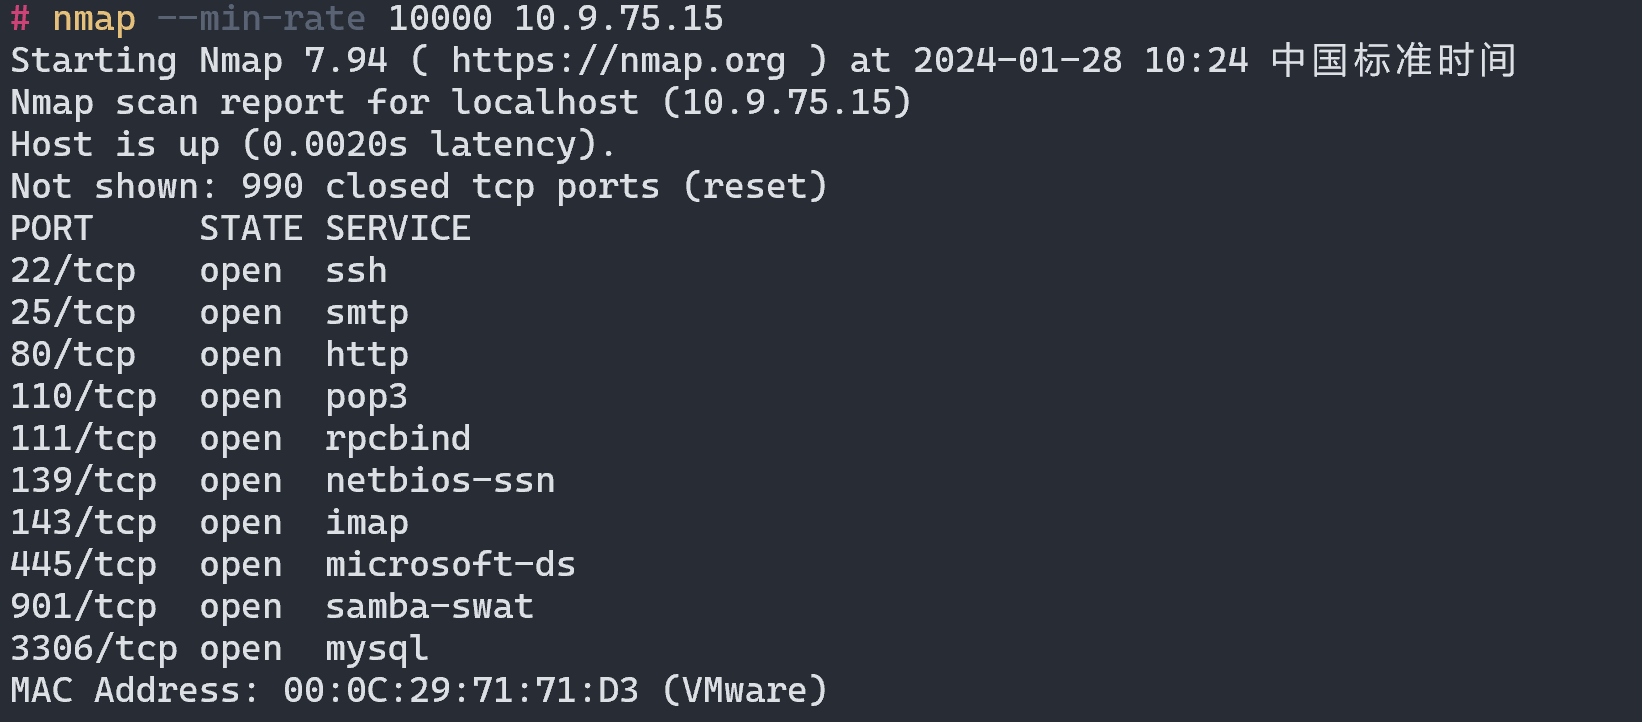 # nmap --min-rate 10000 10.9.75.15
Starting Nmap 7.94 ( https://nmap.org ) at 2024-01-28 10:24 中国标准时间
Nmap scan report for localhost (10.9.75.15)
Host is up (0.0020s latency).
Not shown: 990 closed tcp ports (reset)
PORT     STATE SERVICE
22/tcp   open  ssh
25/tcp   open  smtp
80/tcp   open  http
110/tcp  open  pop3
111/tcp  open  rpcbind
139/tcp  open  netbios-ssn
143/tcp  open  imap
445/tcp  open  microsoft-ds
901/tcp  open  samba-swat
3306/tcp open  mysql
MAC Address: 00:0C:29:71:71:D3 (VMware)